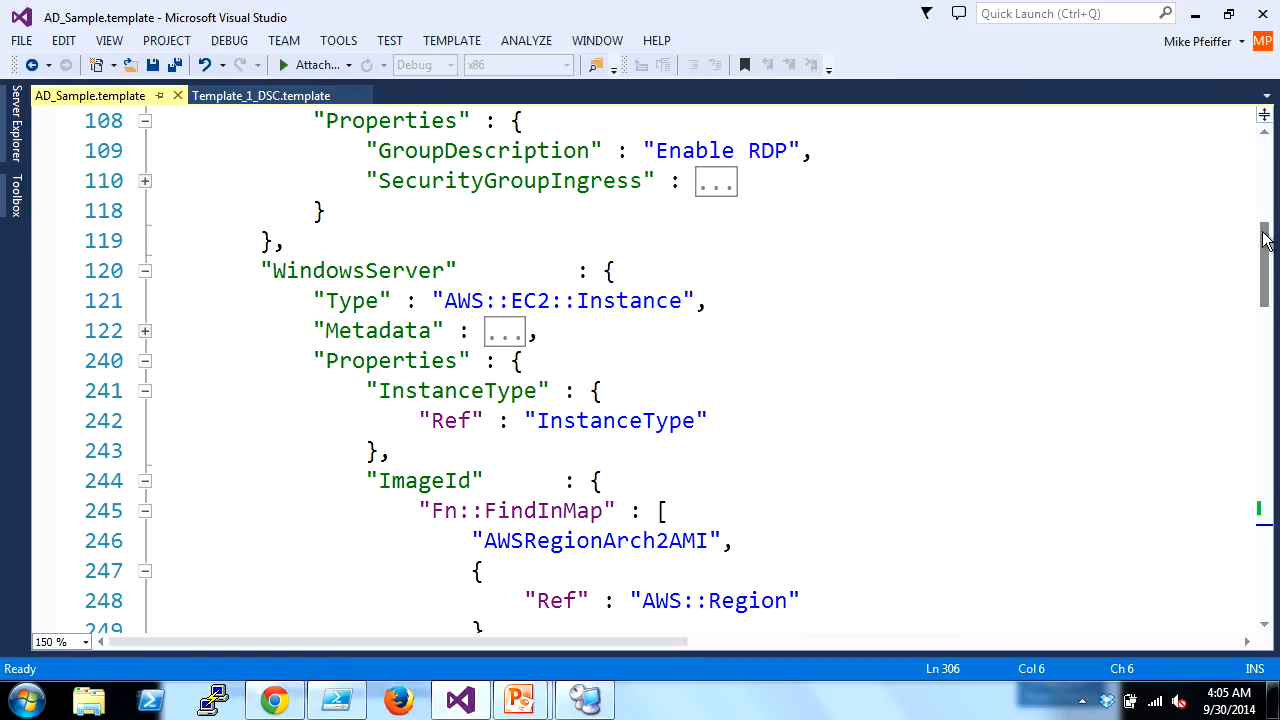 AD_Sample.template - Microsoft Visual Studio
Quick Launch (Ctrl+Q)
FILE EDIT VIEW PROJECT DEBUG TEAM TOOLS TEST TEMPLATE ANALYZE WINDOW HELP
Mike Pfeiffer MP
Attach... Debug x86
Server Explorer
Toolbox
AD_Sample.template Template_1_DSC.template
108 "Properties" : {
109 "GroupDescription" : "Enable RDP",
110 "SecurityGroupIngress" : ...
118 }
119 },
120 "WindowsServer" : {
121 "Type" : "AWS::EC2::Instance",
122 "Metadata" : ...,
240 "Properties" : {
241 "InstanceType" : {
242 "Ref" : "InstanceType"
243 },
244 "ImageId" : {
245 "Fn::FindInMap" : [
246 "AWSRegionArch2AMI",
247 {
248 "Ref" : "AWS::Region"
249 }
150 %
Ready Ln 306 Col 6 Ch 6 INS
4:05 AM
9/30/2014